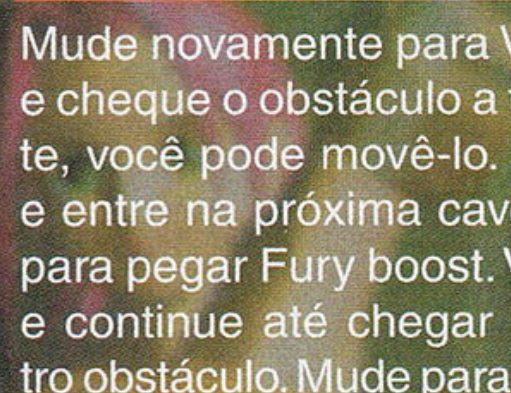 Mude novamente para V
e cheque o obstáculo a
te, você pode movê-lo.
e entre na próxima cav
para pegar Fury boost. V
e continue até chegar
tro obstáculo. Mude para